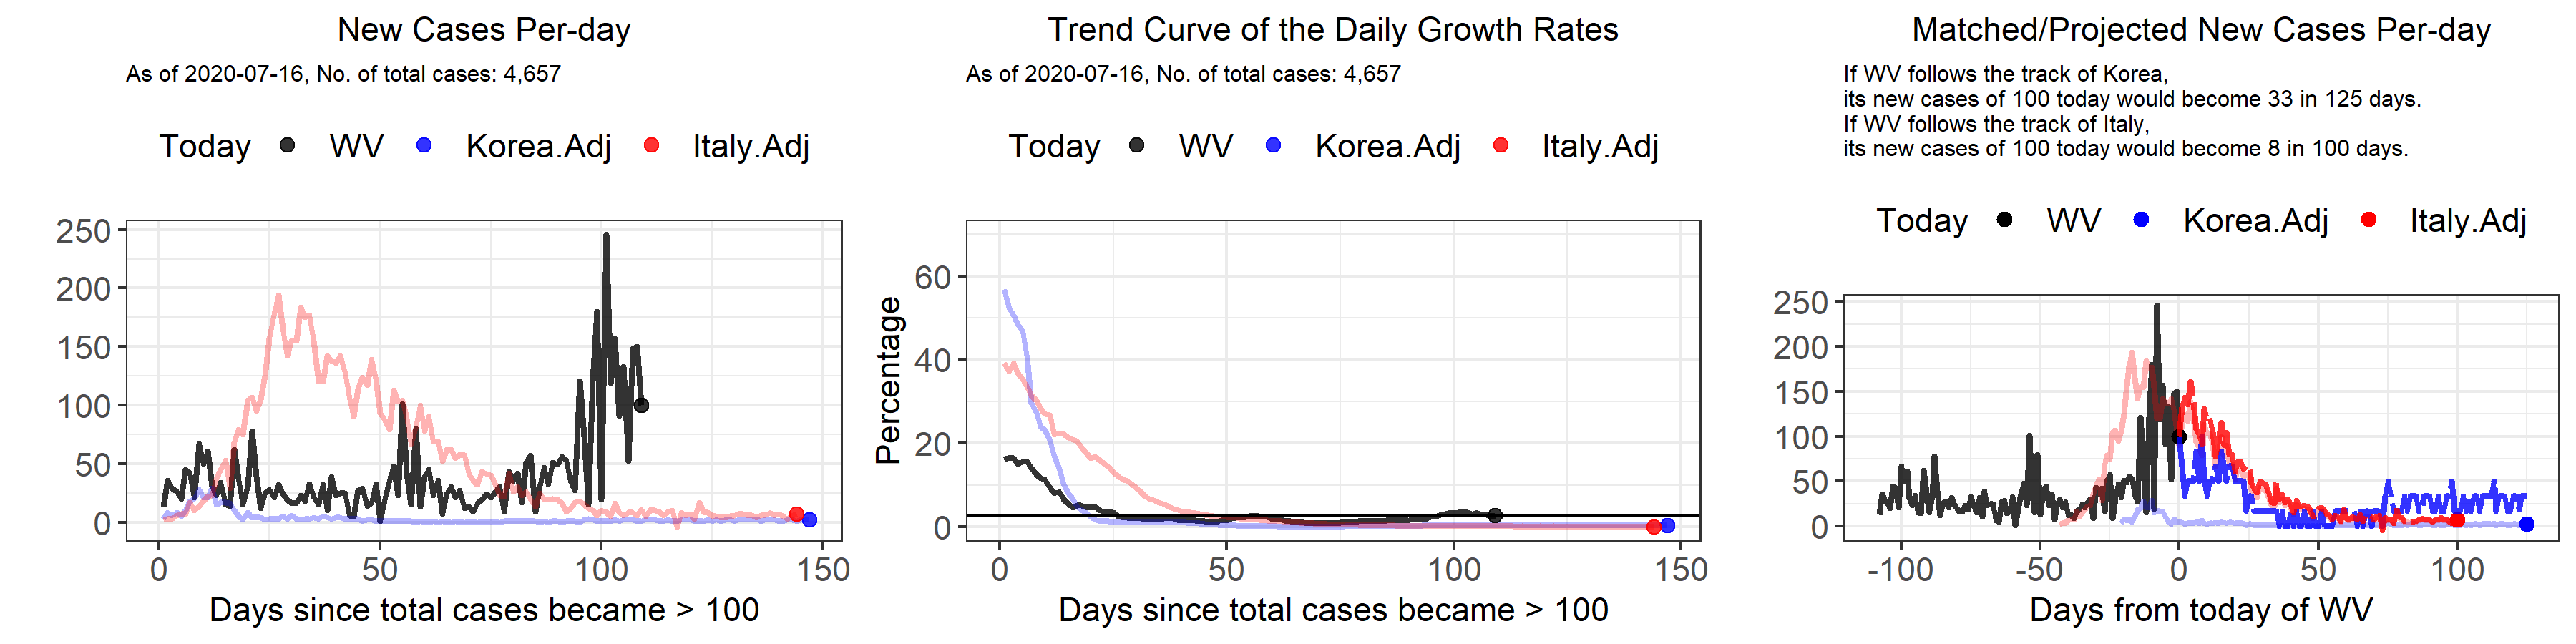 New Cases Per-day
As of 2020-07-16, No. of total cases: 4,657
Today WV Korea.Adj Italy.Adj
250
200
150
100
50
0
0 50 100 150
Days since total cases became > 100
Trend Curve of the Daily Growth Rates
As of 2020-07-16, No. of total cases: 4,657
Today WV Korea.Adj Italy.Adj
Percentage
60
40
20
0
0 50 100 150
Days since total cases became > 100
Matched/Projected New Cases Per-day
If WV follows the track of Korea,
its new cases of 100 today would become 33 in 125 days.
If WV follows the track of Italy,
its new cases of 100 today would become 8 in 100 days.
Today WV Korea.Adj Italy.Adj
250
200
150
100
50
0
-100 -50 0 50 100
Days from today of WV